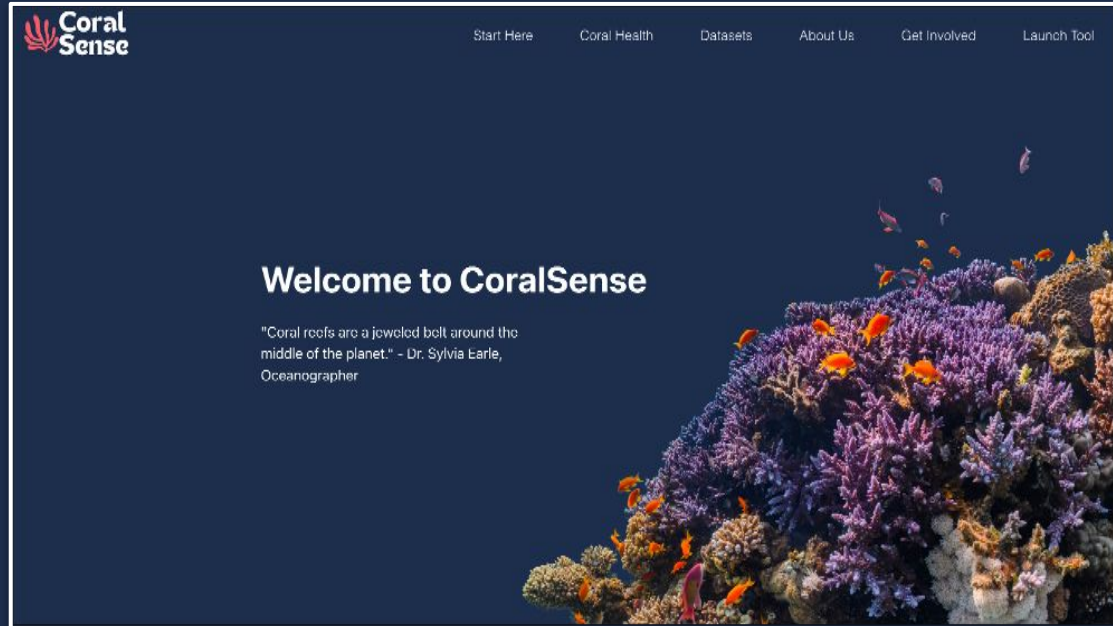 Coral
Sense
Start Here
Coral Health
Datasets
About Us
Get Involved
Launch Tool
Welcome to CoralSense
"Coral reefs are a jeweled belt around the
middle of the planet." - Dr. Sylvia Earle,
Oceanographer